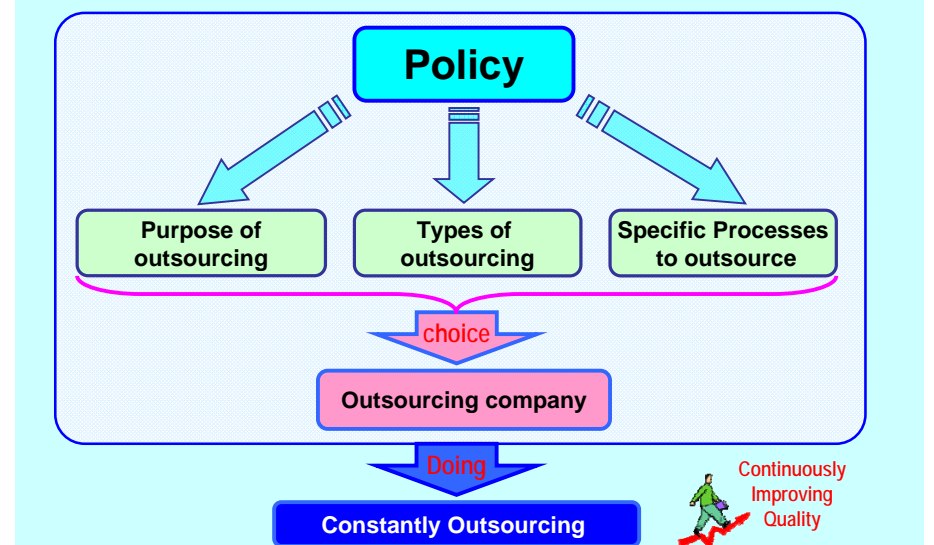 Policy
Purpose of
outsourcing
Types of
outsourcing
Specific Processes
to outsource
choice
Outsourcing company
Doing
Constantly Outsourcing
Continuously
Improving
Quality